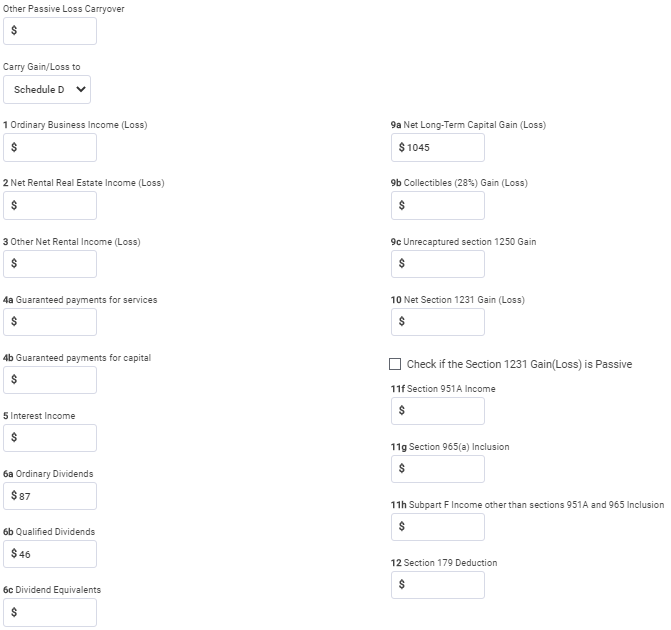 Other Passive Loss Carryover
$
Carry Gain/Loss to
Schedule D
1 Ordinary Business Income (Loss)
$
2 Net Rental Real Estate Income (Loss)
$
3 Other Net Rental Income (Loss)
$
4a Guaranteed payments for services
$
4b Guaranteed payments for capital
$
5 Interest Income
$
6a Ordinary Dividends
$ 87
6b Qualified Dividends
$ 46
6c Dividend Equivalents
$
9a Net Long-Term Capital Gain (Loss)
$ 1045
9b Collectibles (28%) Gain (Loss)
$
9c Unrecaptured section 1250 Gain
$
10 Net Section 1231 Gain (Loss)
$
Check if the Section 1231 Gain(Loss) is Passive
11f Section 951A Income
$
11g Section 965(a) Inclusion
$
11h Subpart F Income other than sections 951A and 965 Inclusion
$
12 Section 179 Deduction
$